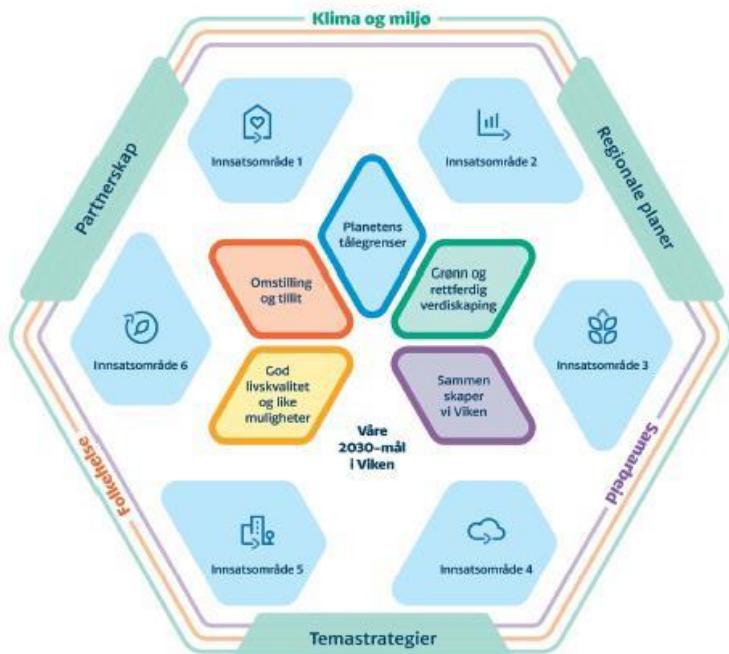 Klima og miljø
Partnerskap
Regionale planer
Innsatsområde 1
Innsatsområde 2
Planetens
tålegrenser
Omstilling
og tillit
Grønn og
rettferdig
verdiskaping
Innsatsområde 6
Innsatsområde 3
God
livskvalitet
og like
muligheter
Sammen
skaper
vi Viken
Våre
2030-mål
i Viken
Folkehelse
Samarbeid
Innsatsområde 5
Innsatsområde 4
Temastrategier